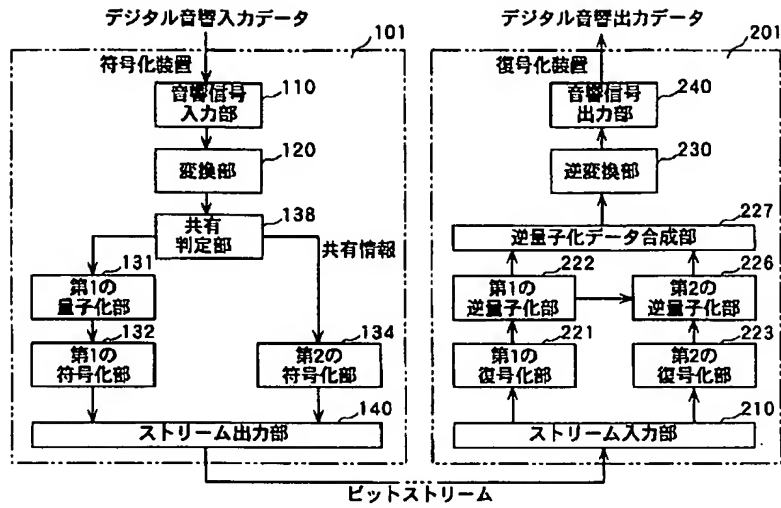 デジタル音響入力データ
101
符号化装置
音響信号
入力部
110
変換部
120
共有
判定部
138
共有情報
131
第1の
量子化部
132
第1の
符号化部
134
第2の
符号化部
140
ストリーム出力部
デジタル音響出力データ
201
復号化装置
音響信号
出力部
240
逆変換部
230
227
逆量子化データ合成部
222
第1の
逆量子化部
226
第2の
逆量子化部
221
第1の
復号化部
223
第2の
復号化部
210
ストリーム入力部
ビットストリーム